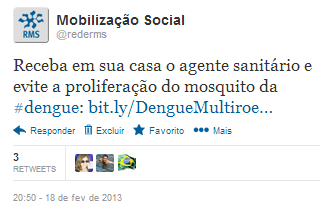 RMS
Mobilização Social
@rederms
Receba em sua casa o agente sanitário e
evite a proliferação do mosquito da
#dengue: bit.ly/DengueMultiroe...
Responder Excluir Favorito Mais
3
RETWEETS
20:50 - 18 de fev de 2013